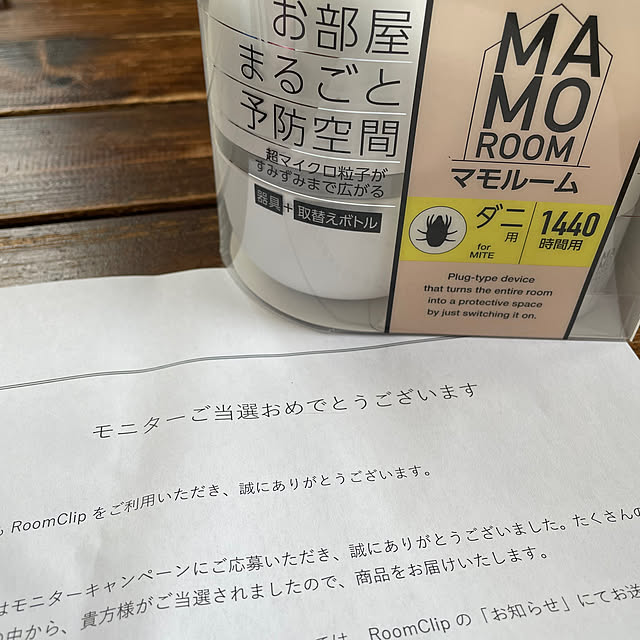 お部屋
まるごと
予防空間
超マイクロ粒子が
すみずみまで広がる
器具+取替えボトル
MA
MO
ROOM
マモルーム
ダニ
用
for
MITE
1440
時間用
Plug-type device
that turns the entire room
into a protective space
by just switching it on.
モニターご当選おめでとうございます
RoomClip をご利用いただき、誠にありがとうございます。
はモニターキャンペーンにご応募いただき、誠にありがとうございました。たくさんの
中から、貴方様がご当選されましたので、商品をお届けいたします。
ては、RoomClip の「お知らせ」にてお送